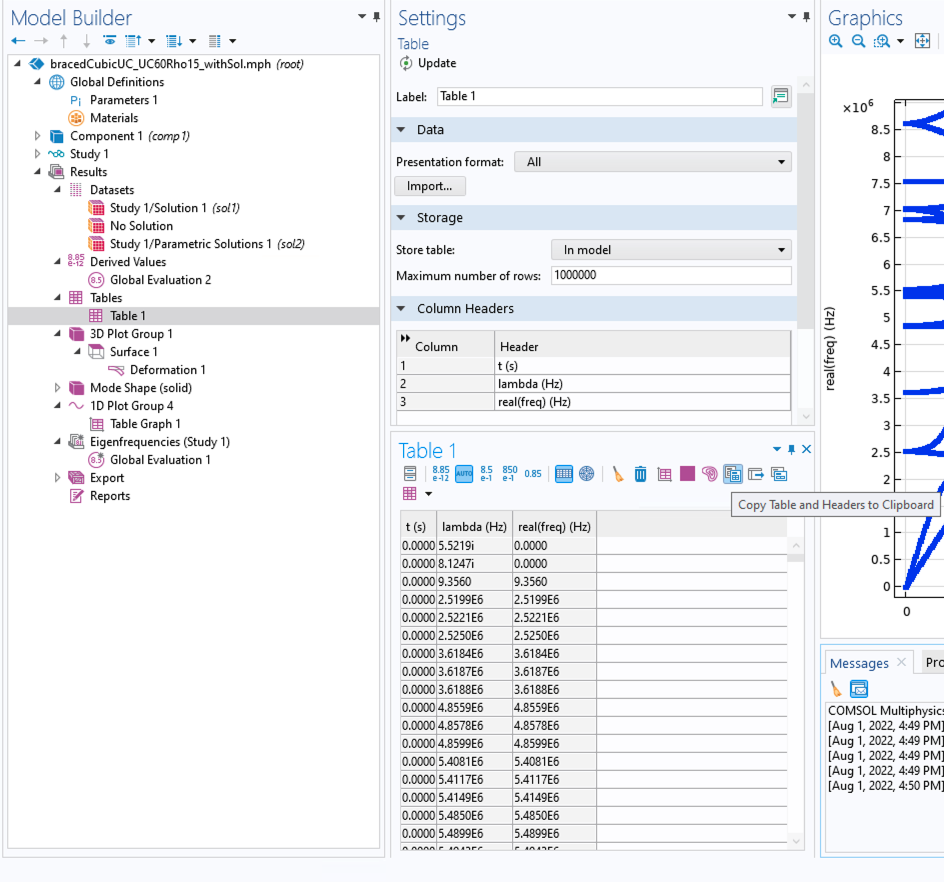 Model Builder
bracedCubicUC_UC60Rho15_withSol.mph (root)
Global Definitions
Pi Parameters 1
Materials
Component 1 (comp1)
Study 1
Results
Datasets
Study 1/Solution 1 (sol1)
No Solution
Study 1/Parametric Solutions 1 (sol2)
8.85
e-12 Derived Values
8.5 Global Evaluation 2
Tables
Table 1
3D Plot Group 1
Surface 1
Deformation 1
Mode Shape (solid)
1D Plot Group 4
Table Graph 1
Eigenfrequencies (Study 1)
8.5 Global Evaluation 1
Export
Reports
Settings
Table
Update
Label: Table 1
Data
Presentation format: All
Import...
Storage
Store table: In model
Maximum number of rows: 1000000
Column Headers
Column Header
1 t (s)
2 lambda (Hz)
3 real(freq) (Hz)
Table 1
8.85 AUTO 8.5 850 0.85
e-12 e-1 e-1
Copy Table and Headers to Clipboard
t (s) lambda (Hz) real(freq) (Hz)
0.0000 5.5219i 0.0000
0.0000 8.1247i 0.0000
0.0000 9.3560 9.3560
0.0000 2.5199E6 2.5199E6
0.0000 2.5221E6 2.5221E6
0.0000 2.5250E6 2.5250E6
0.0000 3.6184E6 3.6184E6
0.0000 3.6187E6 3.6187E6
0.0000 3.6188E6 3.6188E6
0.0000 4.8559E6 4.8559E6
0.0000 4.8578E6 4.8578E6
0.0000 4.8599E6 4.8599E6
0.0000 5.4081E6 5.4081E6
0.0000 5.4117E6 5.4117E6
0.0000 5.4149E6 5.4149E6
0.0000 5.4850E6 5.4850E6
0.0000 5.4899E6 5.4899E6
Graphics
×10⁶
8.5
8
7.5
7
6.5
6
5.5
5
4.5
4
3.5
3
2.5
2
1
0.5
0
0
real(freq) (Hz)
Messages
Pro
COMSOL Multiphysics
[Aug 1, 2022, 4:49 PM]
[Aug 1, 2022, 4:49 PM]
[Aug 1, 2022, 4:49 PM]
[Aug 1, 2022, 4:49 PM]
[Aug 1, 2022, 4:50 PM]